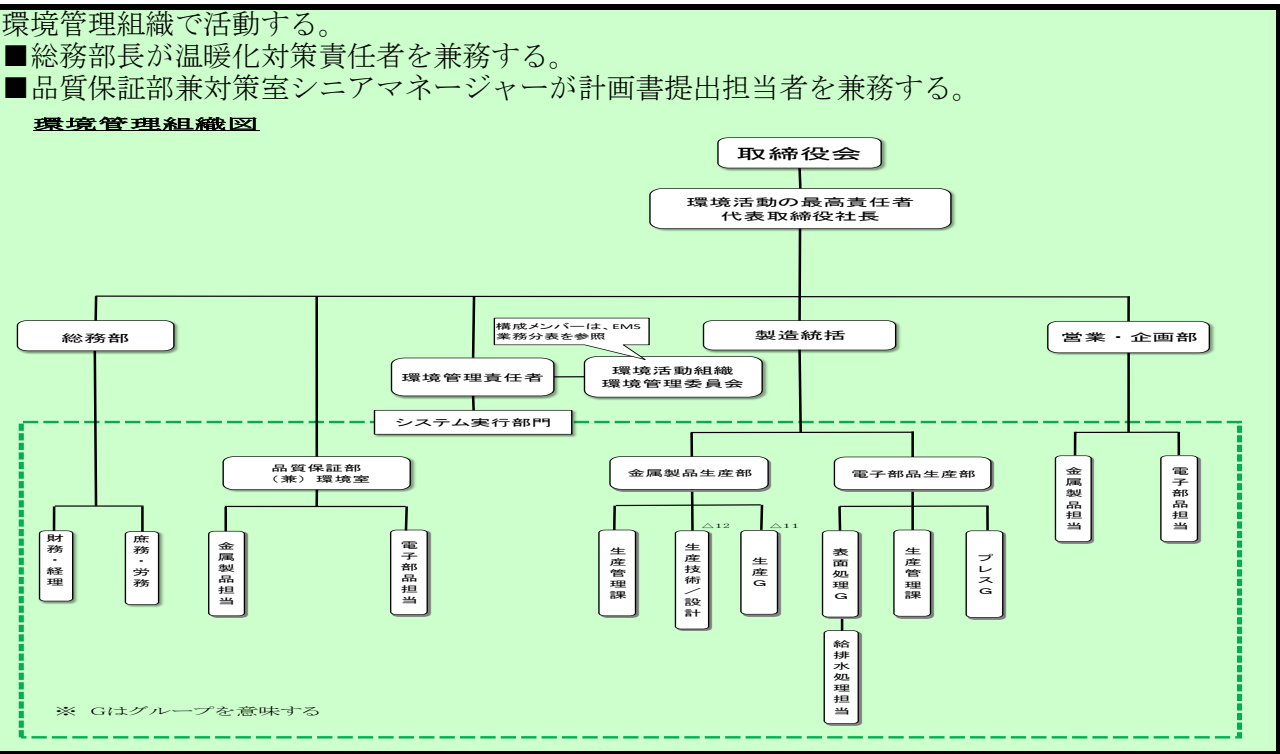 環境管理組織で活動する。
■総務部長が温暖化対策責任者を兼務する。
■品質保証部兼対策室シニアマネージャーが計画書提出担当者を兼務する。
環境管理組織図
取締役会
環境活動の最高責任者
代表取締役社長
総務部
構成メンバーは、EMS
業務分表を参照
製造統括
営業・企画部
環境管理責任者
環境活動組織
環境管理委員会
システム実行部門
品質保証部
（兼）環境室
金属製品生産部
電子部品生産部
金属製品担当
電子部品担当
財務・経理
庶務・労務
金属製品担当
電子部品担当
生産管理課
△12
生産技術／設計
△11
生産G
表面処理G
生産管理課
プレスG
給排水処理担当
※ Gはグループを意味する